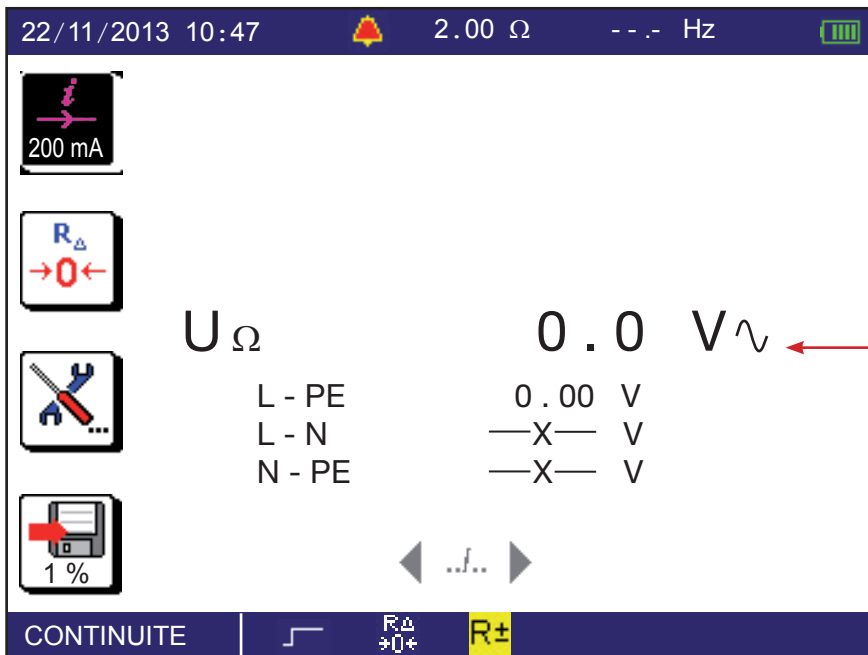 22/11/2013 10:47 2.00 Ω - - .- Hz
i
200 mA
RΔ
→0←
UΩ 0.0 V∿
...
L - PE 0.00 V
L - N —X— V
N - PE —X— V
1 %
CONTINUITE RΔ →0← R±